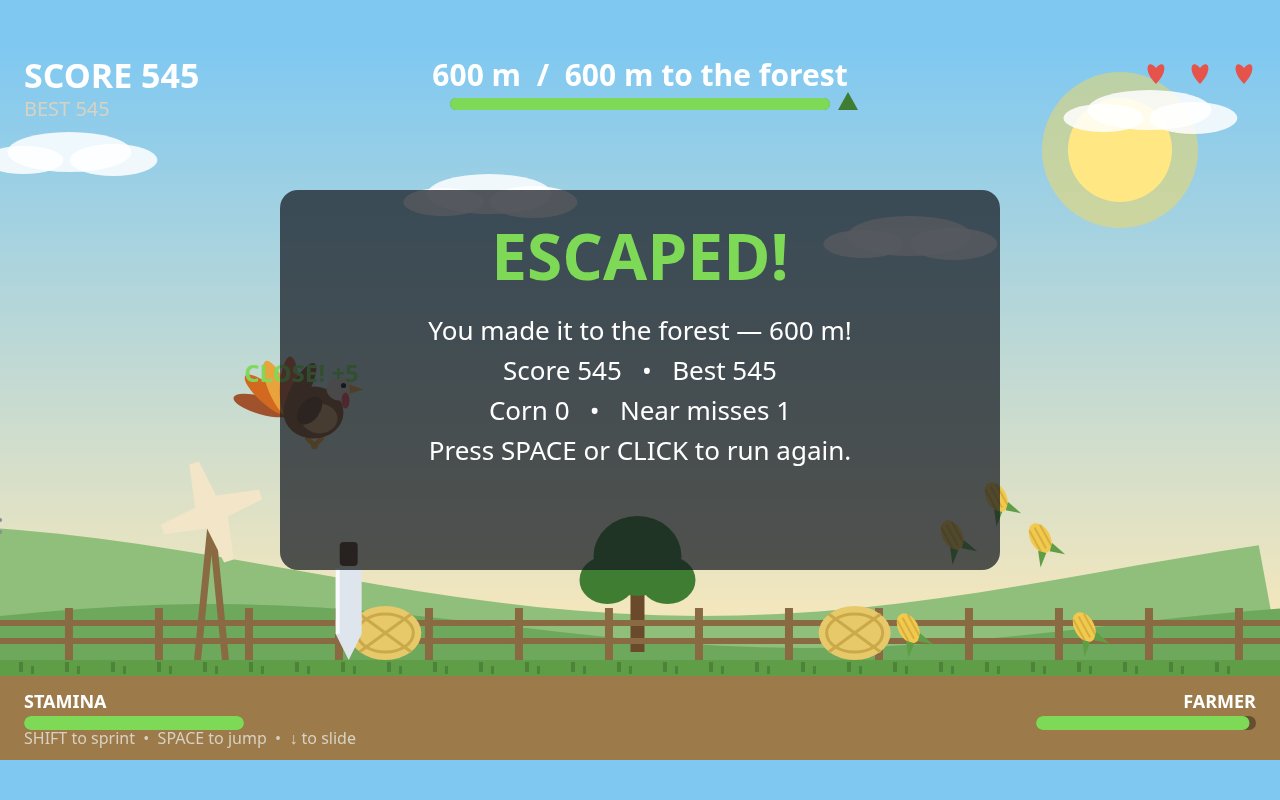 SCORE 545
BEST 545
600 m / 600 m to the forest
ESCAPED!
You made it to the forest — 600 m!
Score 545 • Best 545
CLOSE! +5
Corn 0 • Near misses 1
Press SPACE or CLICK to run again.
STAMINA
SHIFT to sprint • SPACE to jump • ↓ to slide
FARMER